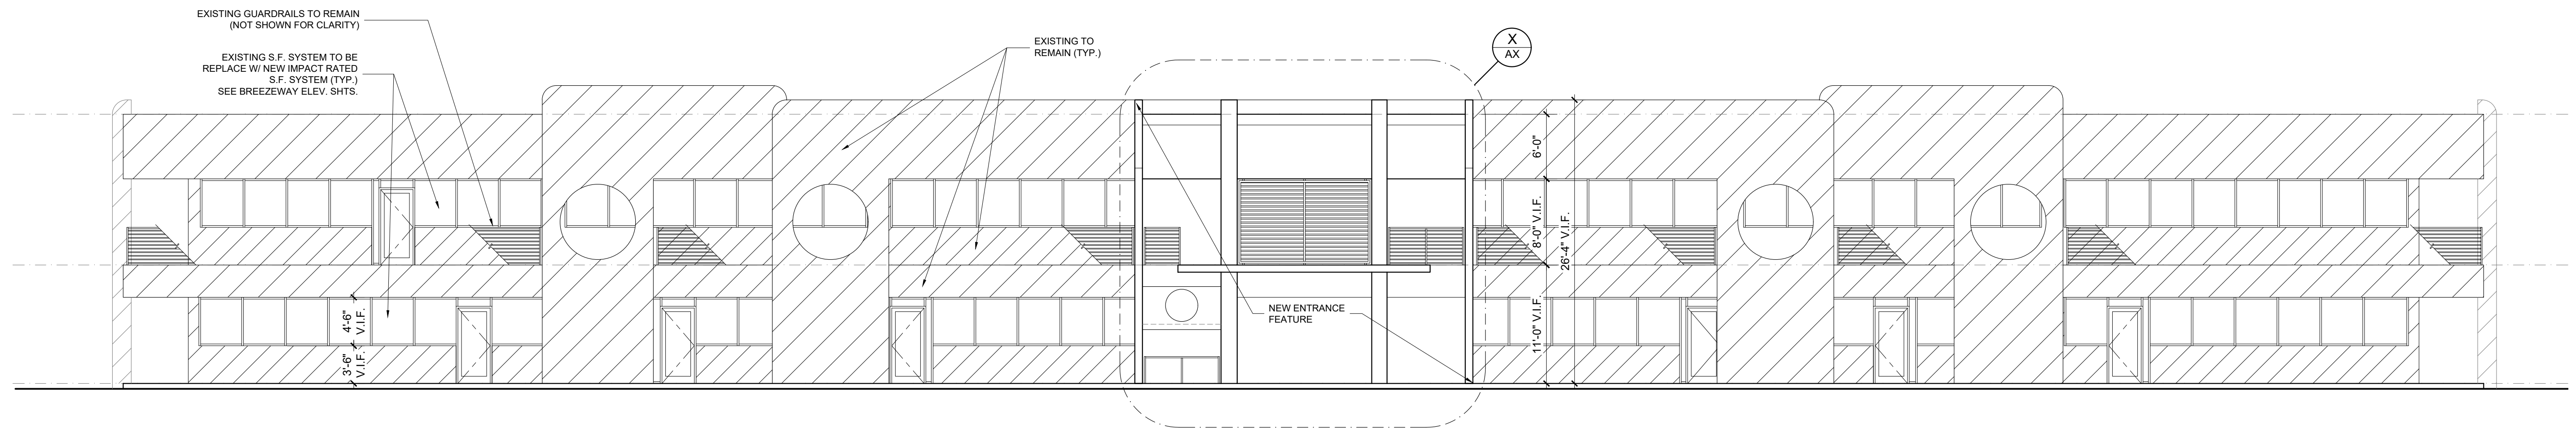 EXISTING GUARDRAILS TO REMAIN
(NOT SHOWN FOR CLARITY)
EXISTING S.F. SYSTEM TO BE
REPLACE W/ NEW IMPACT RATED
S.F. SYSTEM (TYP.)
SEE BREEZEWAY ELEV. SHTS.
EXISTING TO
REMAIN (TYP.)
X
AX
6'-0"
8'-0" V.I.F.
26'-4" V.I.F.
11'-0" V.I.F.
4'-6"
V.I.F.
3'-6"
V.I.F.
NEW ENTRANCE
FEATURE